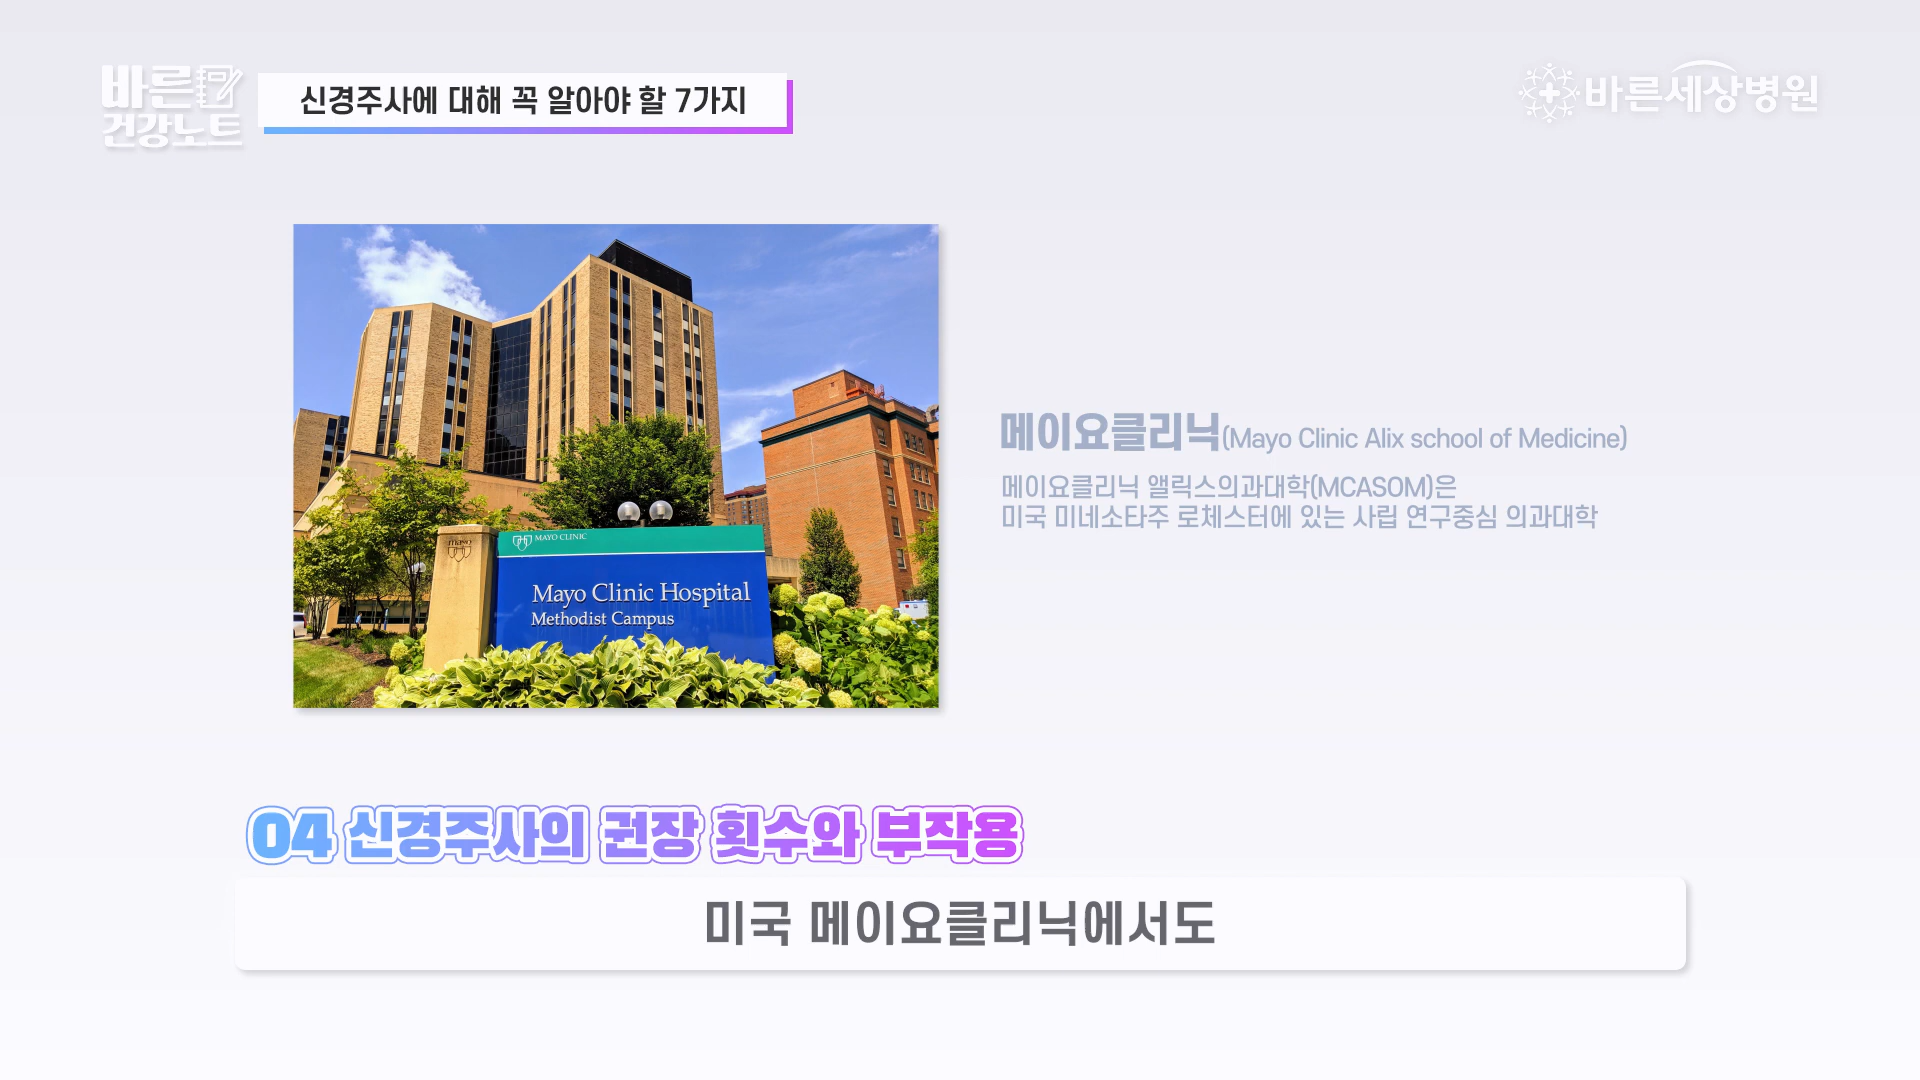 바른
건강노트
신경주사에 대해 꼭 알아야 할 7가지
바른세상병원
MAYO CLINIC
mayo
Mayo Clinic Hospital
Methodist Campus
메이요클리닉(Mayo Clinic Alix school of Medicine)
메이요클리닉 앨릭스의과대학(MCASOM)은
미국 미네소타주 로체스터에 있는 사립 연구중심 의과대학
04 신경주사의 권장 횟수와 부작용
미국 메이요클리닉에서도